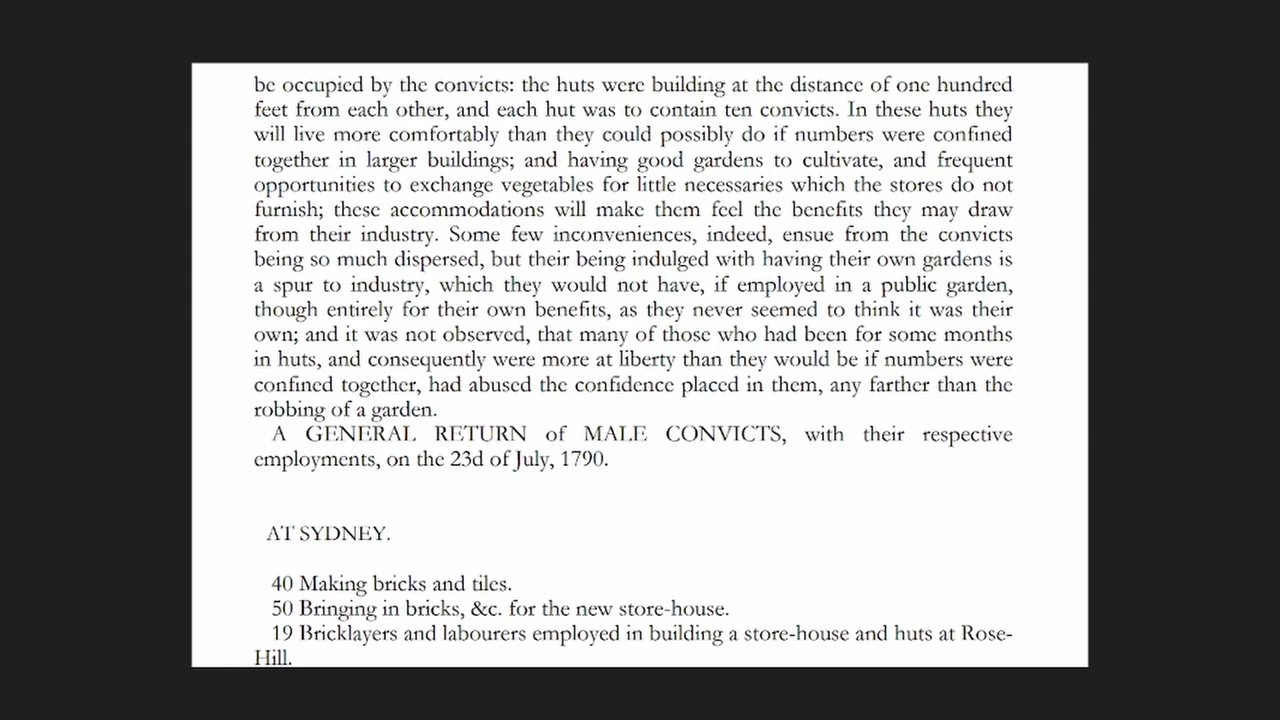 be occupied by the convicts: the huts were building at the distance of one hundred
feet from each other, and each hut was to contain ten convicts. In these huts they
will live more comfortably than they could possibly do if numbers were confined
together in larger buildings; and having good gardens to cultivate, and frequent
opportunities to exchange vegetables for little necessaries which the stores do not
furnish; these accommodations will make them feel the benefits they may draw
from their industry. Some few inconveniences, indeed, ensue from the convicts
being so much dispersed, but their being indulged with having their own gardens is
a spur to industry, which they would not have, if employed in a public garden,
though entirely for their own benefits, as they never seemed to think it was their
own; and it was not observed, that many of those who had been for some months
in huts, and consequently were more at liberty than they would be if numbers were
confined together, had abused the confidence placed in them, any farther than the
robbing of a garden.
A GENERAL RETURN of MALE CONVICTS, with their respective
employments, on the 23d of July, 1790.
AT SYDNEY.
40 Making bricks and tiles.
50 Bringing in bricks, &c. for the new store-house.
19 Bricklayers and labourers employed in building a store-house and huts at Rose-
Hill.